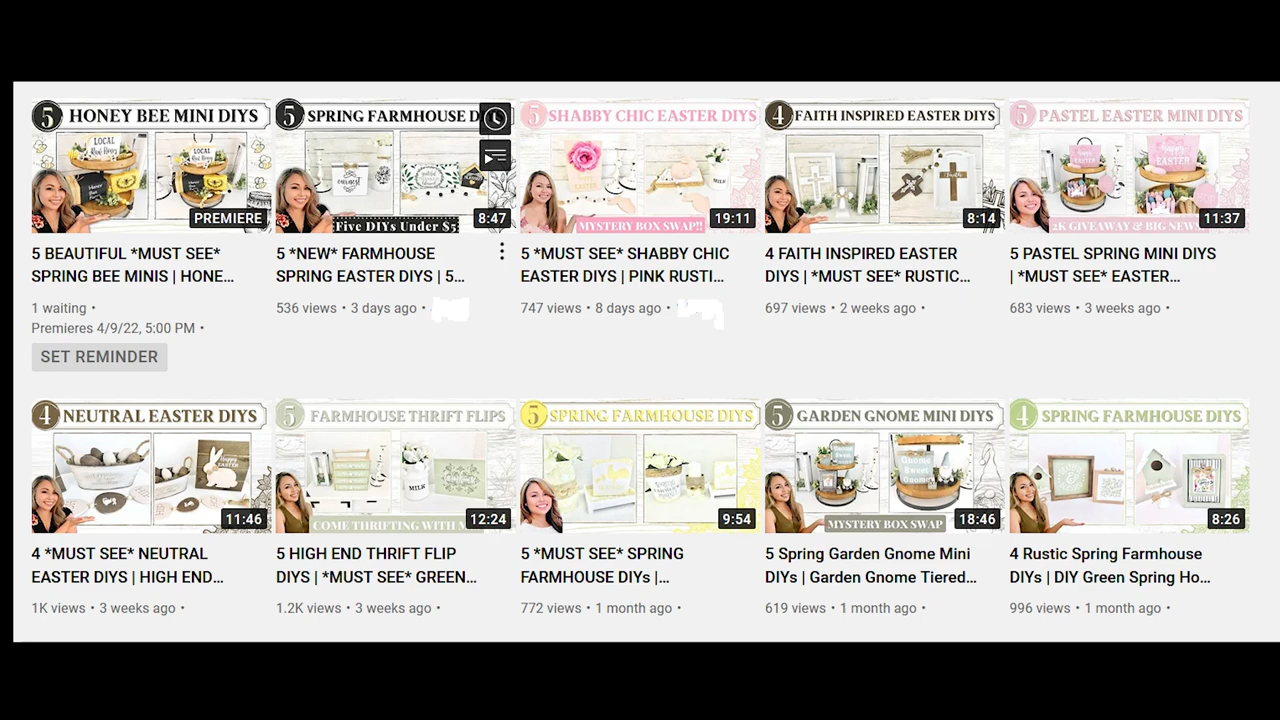 5 HONEY BEE MINI DIYS
LOCAL
PREMIERE
5 BEAUTIFUL *MUST SEE*
SPRING BEE MINIS | HONE...
1 waiting •
Premieres 4/9/22, 5:00 PM •
SET REMINDER
5 SPRING FARMHOUSE D
Five DIYs Under $5
8:47
5 *NEW* FARMHOUSE
SPRING EASTER DIYS | 5...
536 views • 3 days ago •
5 SHABBY CHIC EASTER DIYS
EASTER
MILK
19:11
MYSTERY BOX SWAP!!
5 *MUST SEE* SHABBY CHIC
EASTER DIYS | PINK RUSTI...
747 views • 8 days ago •
4 FAITH INSPIRED EASTER DIYS
8:14
4 FAITH INSPIRED EASTER
DIYS | *MUST SEE* RUSTIC...
697 views • 2 weeks ago •
5 PASTEL EASTER MINI DIYS
EASTER
11:37
2K GIVEAWAY & BIG NEWS
5 PASTEL SPRING MINI DIYS
| *MUST SEE* EASTER...
683 views • 3 weeks ago •
4 NEUTRAL EASTER DIYS
Happy
EASTER
11:46
4 *MUST SEE* NEUTRAL
EASTER DIYS | HIGH END...
1K views • 3 weeks ago •
5 FARMHOUSE THRIFT FLIPS
MILK
12:24
COME THRIFTING WITH
5 HIGH END THRIFT FLIP
DIYS | *MUST SEE* GREEN...
1.2K views • 3 weeks ago •
5 SPRING FARMHOUSE DIYS
9:54
5 *MUST SEE* SPRING
FARMHOUSE DIYs |...
772 views • 1 month ago •
5 GARDEN GNOME MINI DIYS
Gnome
Sweet
Gnome
18:46
MYSTERY BOX SWAP
5 Spring Garden Gnome Mini
DIYs | Garden Gnome Tiered...
619 views • 1 month ago •
4 SPRING FARMHOUSE DIYS
8:26
4 Rustic Spring Farmhouse
DIYs | DIY Green Spring Ho...
996 views • 1 month ago •